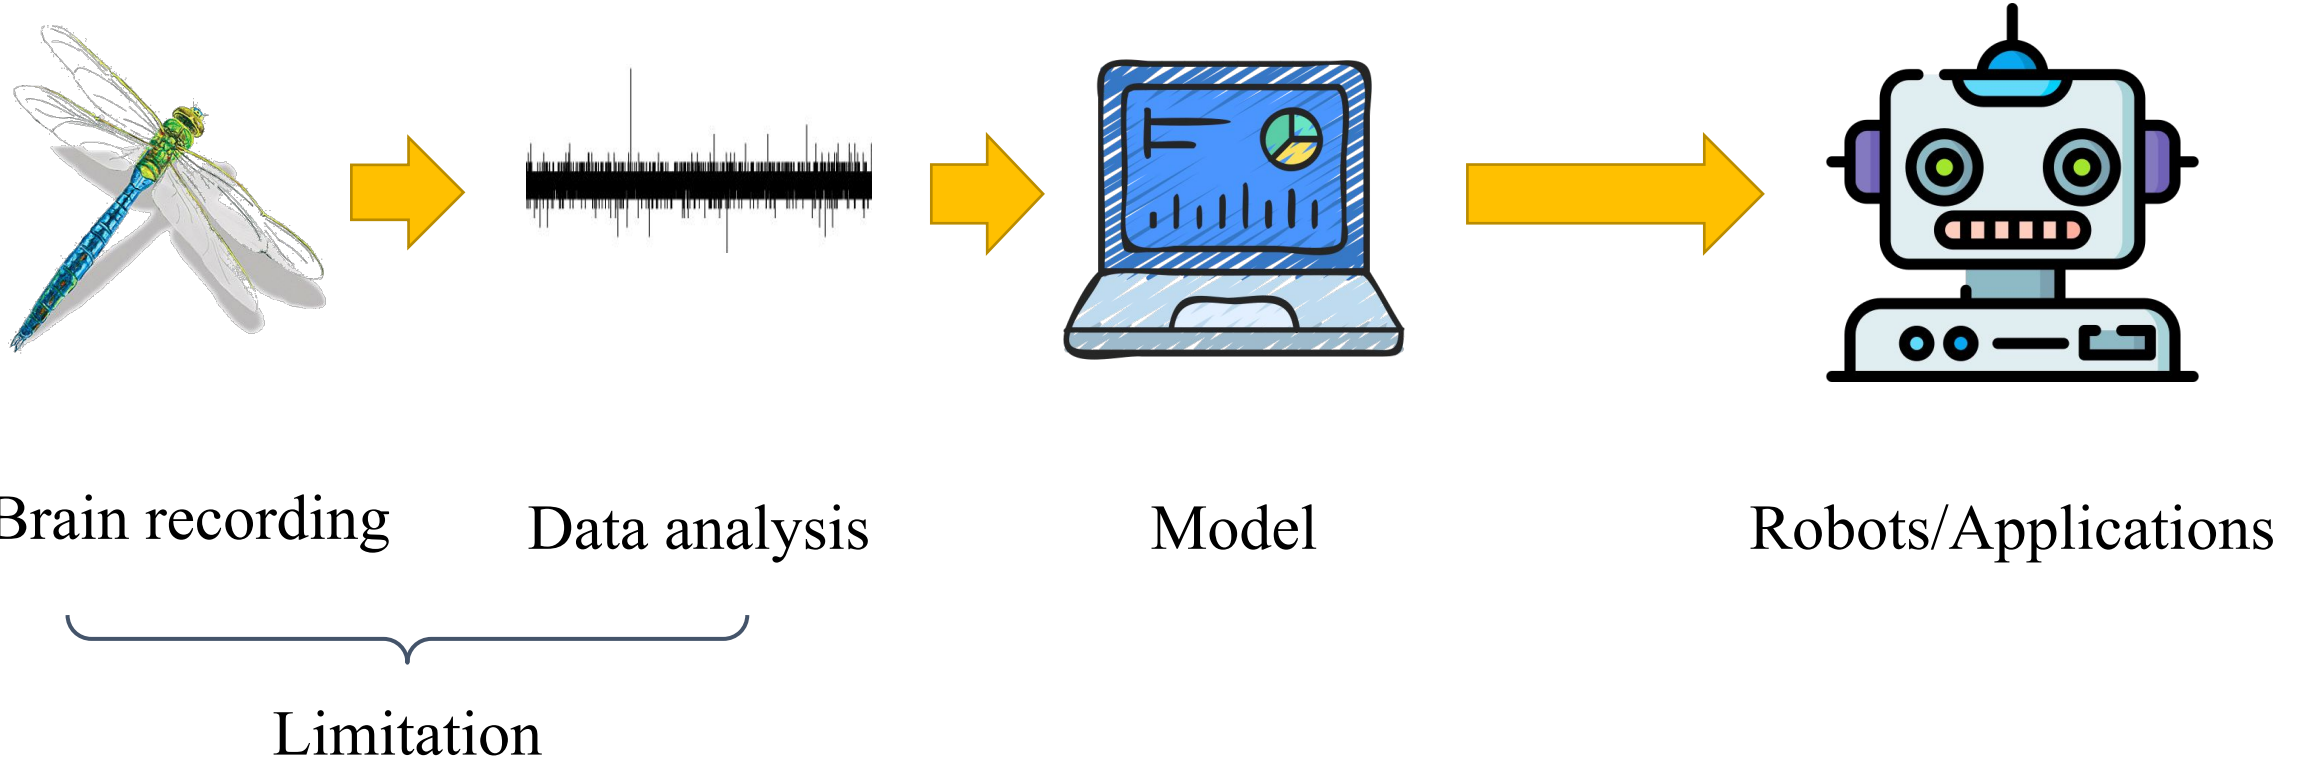 Brain recording
Data analysis
Model
Robots/Applications
Limitation